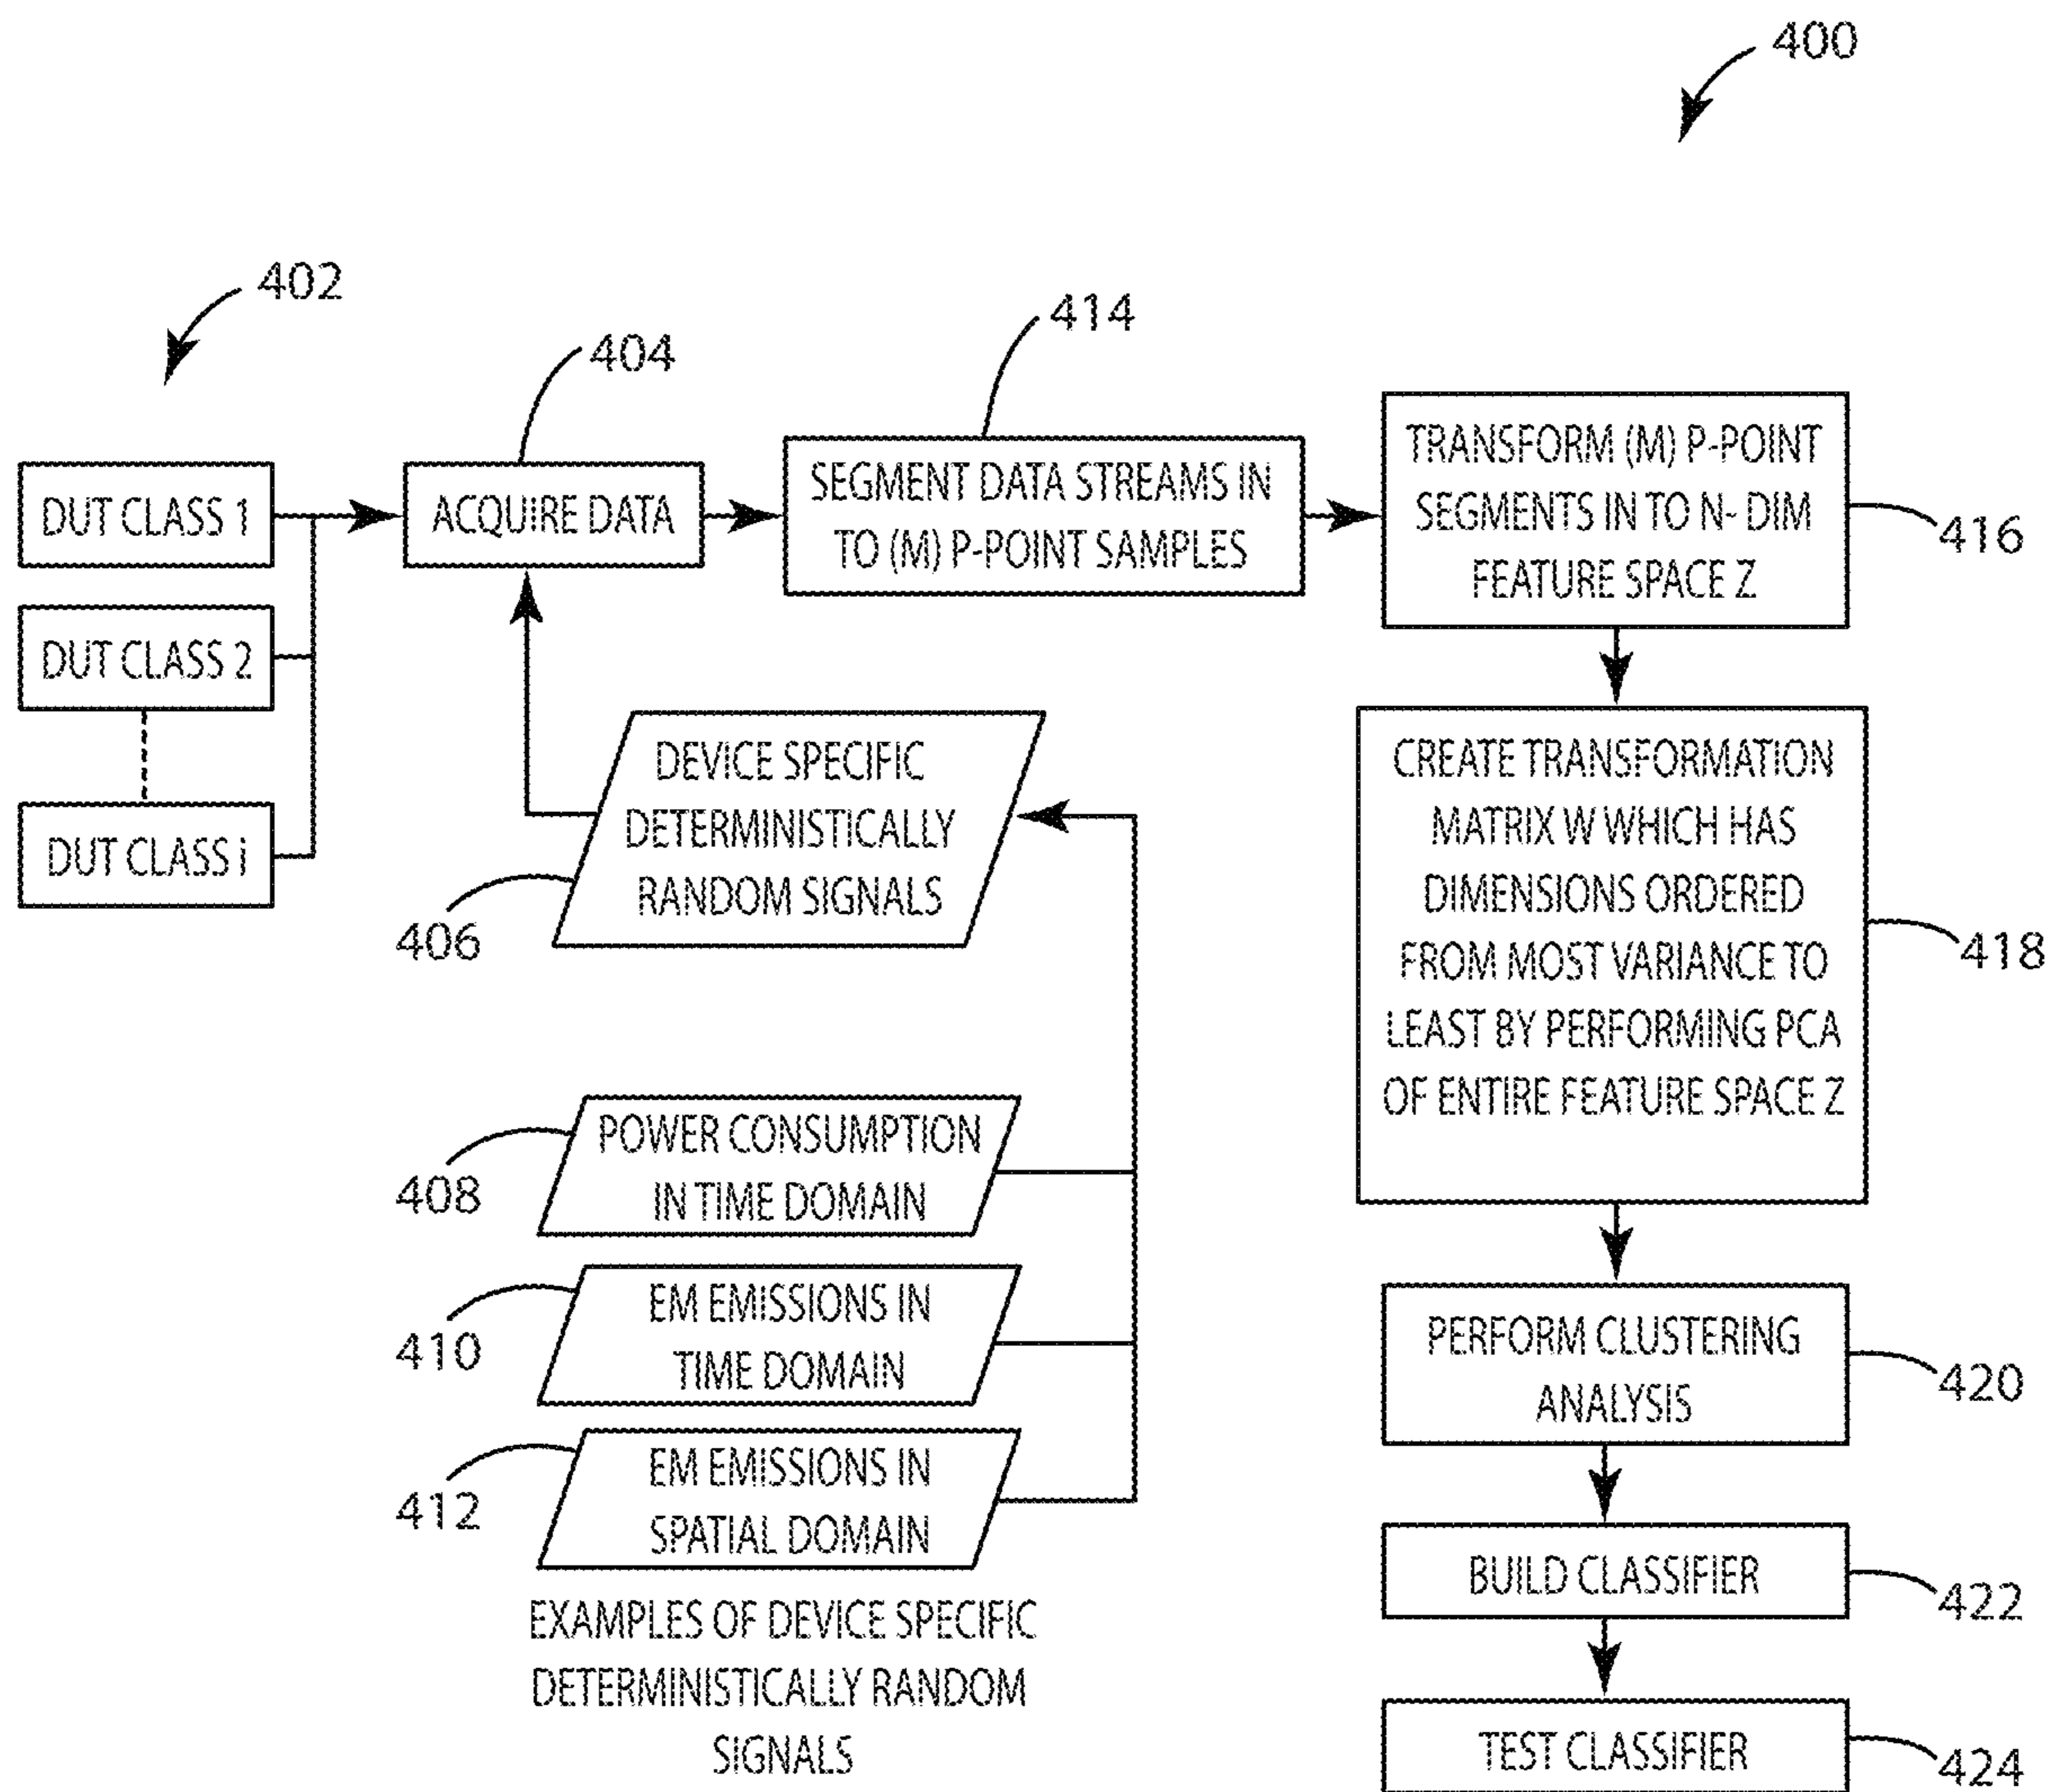 400
402
404
414
DUT CLASS 1
DUT CLASS 2
DUT CLASS i
ACQUIRE DATA
SEGMENT DATA STREAMS IN
TO (M) P-POINT SAMPLES
TRANSFORM (M) P-POINT
SEGMENTS IN TO N- DIM
FEATURE SPACE Z
416
DEVICE SPECIFIC
DETERMINISTICALLY
RANDOM SIGNALS
406
CREATE TRANSFORMATION
MATRIX W WHICH HAS
DIMENSIONS ORDERED
FROM MOST VARIANCE TO
LEAST BY PERFORMING PCA
OF ENTIRE FEATURE SPACE Z
418
POWER CONSUMPTION
IN TIME DOMAIN
408
EM EMISSIONS IN
TIME DOMAIN
410
EM EMISSIONS IN
SPATIAL DOMAIN
412
EXAMPLES OF DEVICE SPECIFIC
DETERMINISTICALLY RANDOM
SIGNALS
PERFORM CLUSTERING
ANALYSIS
420
BUILD CLASSIFIER
422
TEST CLASSIFIER
424